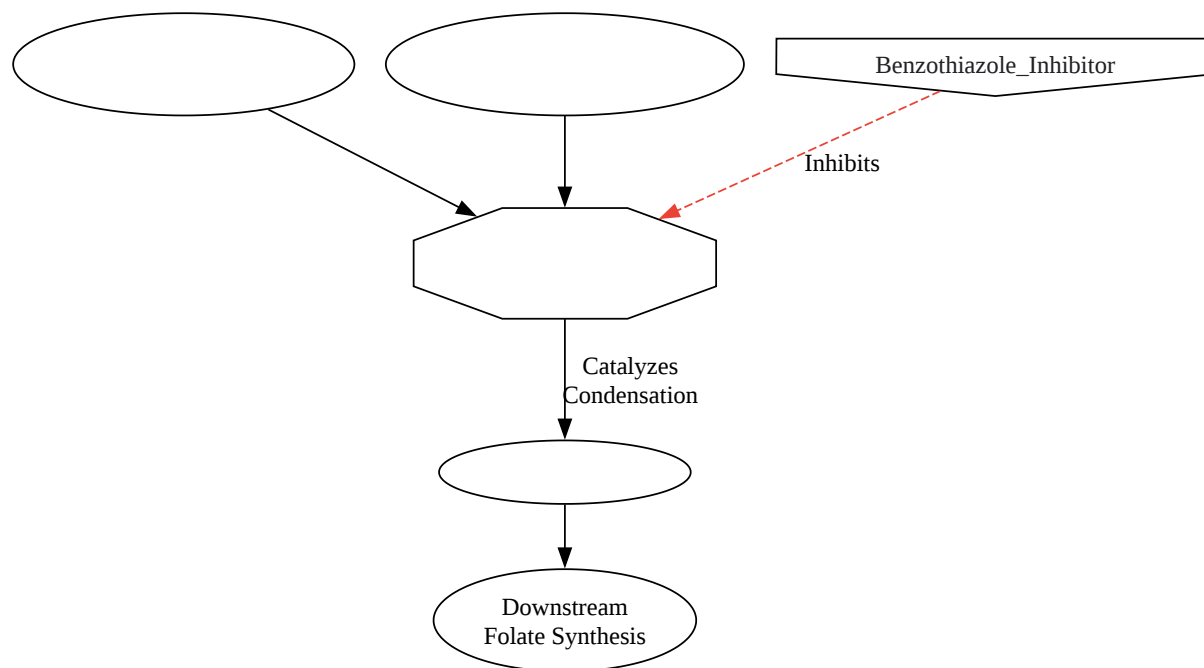 Benzothiazole_Inhibitor
Inhibits
Catalyzes
Condensation
Downstream
Folate Synthesis